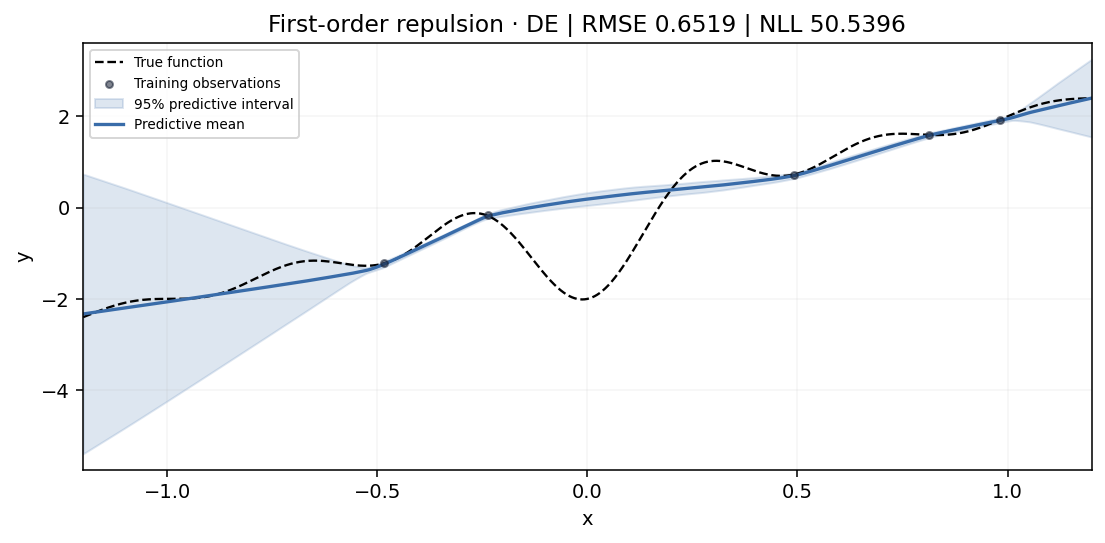 First-order repulsion · DE | RMSE 0.6519 | NLL 50.5396
True function
Training observations
95% predictive interval
Predictive mean
y
2
0
−2
−4
−1.0 −0.5 0.0 0.5 1.0
x